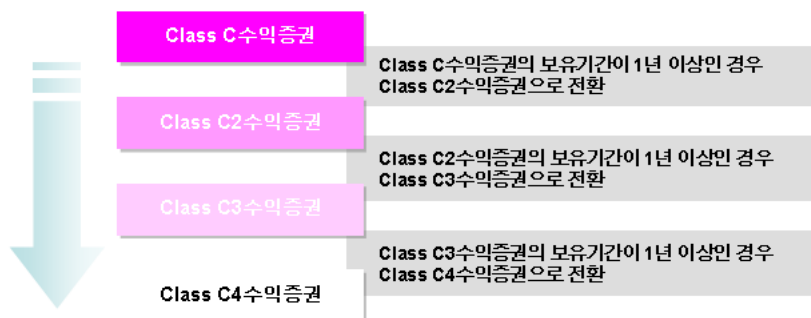 Class C수익증권
Class C수익증권의 보유기간이 1년 이상인 경우
Class C2수익증권으로 전환
Class C2수익증권
Class C2수익증권의 보유기간이 1년 이상인 경우
Class C3수익증권으로 전환
Class C3수익증권
Class C3수익증권의 보유기간이 1년 이상인 경우
Class C4수익증권으로 전환
Class C4수익증권